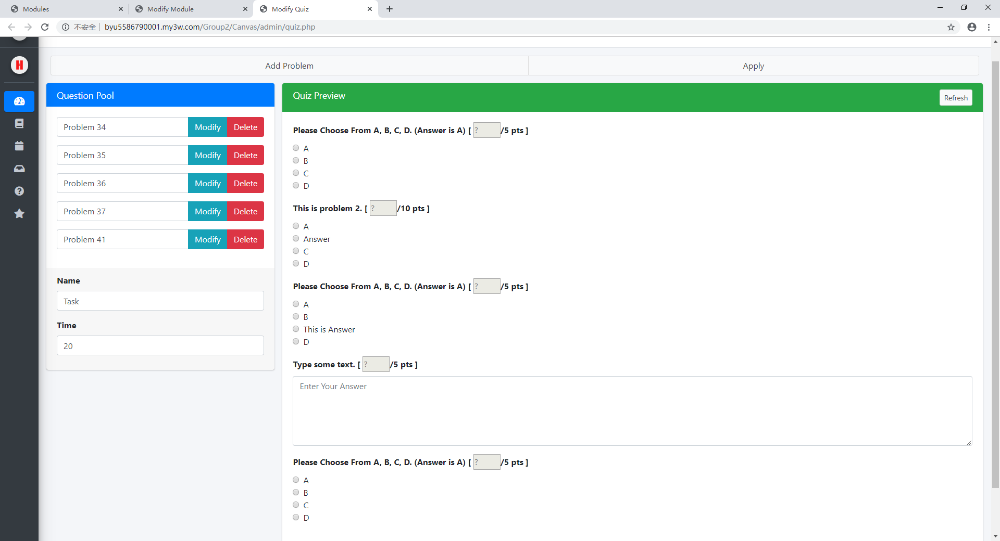 Modules
Modify Module
Modify Quiz
不安全
byu5586790001.my3w.com/Group2/Canvas/admin/quiz.php
H
Add Problem
Apply
Question Pool
Problem 34 Modify Delete
Problem 35 Modify Delete
Problem 36 Modify Delete
Problem 37 Modify Delete
Problem 41 Modify Delete
Name
Task
Time
20
Quiz Preview
Refresh
Please Choose From A, B, C, D. (Answer is A) [ ? /5 pts ]
A
B
C
D
This is problem 2. [ ? /10 pts ]
A
Answer
C
D
Please Choose From A, B, C, D. (Answer is A) [ ? /5 pts ]
A
B
This is Answer
D
Type some text. [ ? /5 pts ]
Enter Your Answer
Please Choose From A, B, C, D. (Answer is A) [ ? /5 pts ]
A
B
C
D